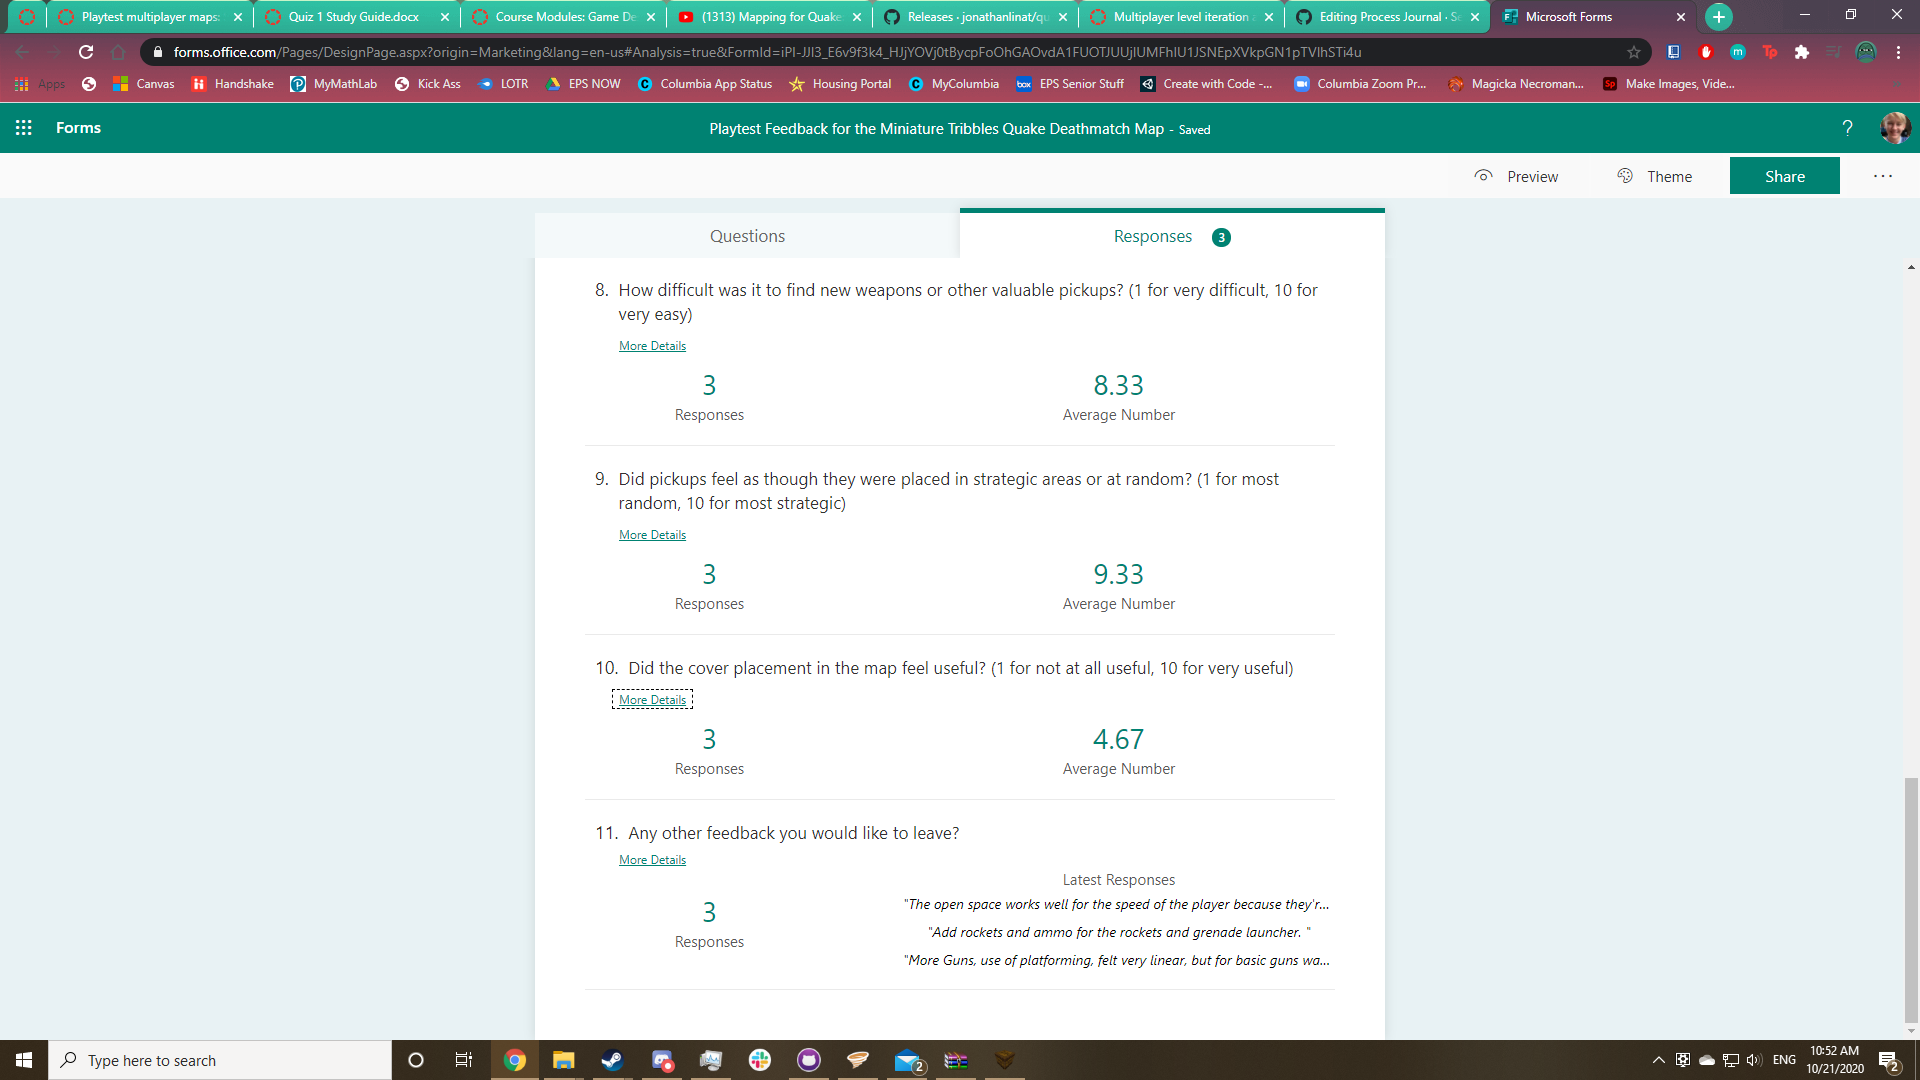 Playtest multiplayer maps:
Quiz 1 Study Guide.docx
Course Modules: Game De
(1313) Mapping for Quake
Releases · jonathanlinat/qu
Multiplayer level iteration
Editing Process Journal · Se
Microsoft Forms
forms.office.com/Pages/DesignPage.aspx?origin=Marketing&lang=en-us#Analysis=true&FormId=iPI-JJI3_E6v9f3k4_HJjYOVj0tBycpFoOhGAOvdA1FUOTJUUjlUMFhIU1JSNEpXVkpGN1pTVlhSTi4u
Apps
Canvas
Handshake
MyMathLab
Kick Ass
LOTR
EPS NOW
Columbia App Status
Housing Portal
MyColumbia
box
EPS Senior Stuff
Create with Code -...
Columbia Zoom Pr...
Magicka Necroman...
Make Images, Vide...
Forms
Playtest Feedback for the Miniature Tribbles Quake Deathmatch Map - Saved
?
Preview
Theme
Share
...
Questions
Responses 3
8. How difficult was it to find new weapons or other valuable pickups? (1 for very difficult, 10 for
very easy)
More Details
3
Responses
8.33
Average Number
9. Did pickups feel as though they were placed in strategic areas or at random? (1 for most
random, 10 for most strategic)
More Details
3
Responses
9.33
Average Number
10. Did the cover placement in the map feel useful? (1 for not at all useful, 10 for very useful)
More Details
3
Responses
4.67
Average Number
11. Any other feedback you would like to leave?
More Details
3
Responses
Latest Responses
"The open space works well for the speed of the player because they'r...
"Add rockets and ammo for the rockets and grenade launcher. "
"More Guns, use of platforming, felt very linear, but for basic guns wa...
Type here to search
2
ENG
10:52 AM
10/21/2020
2